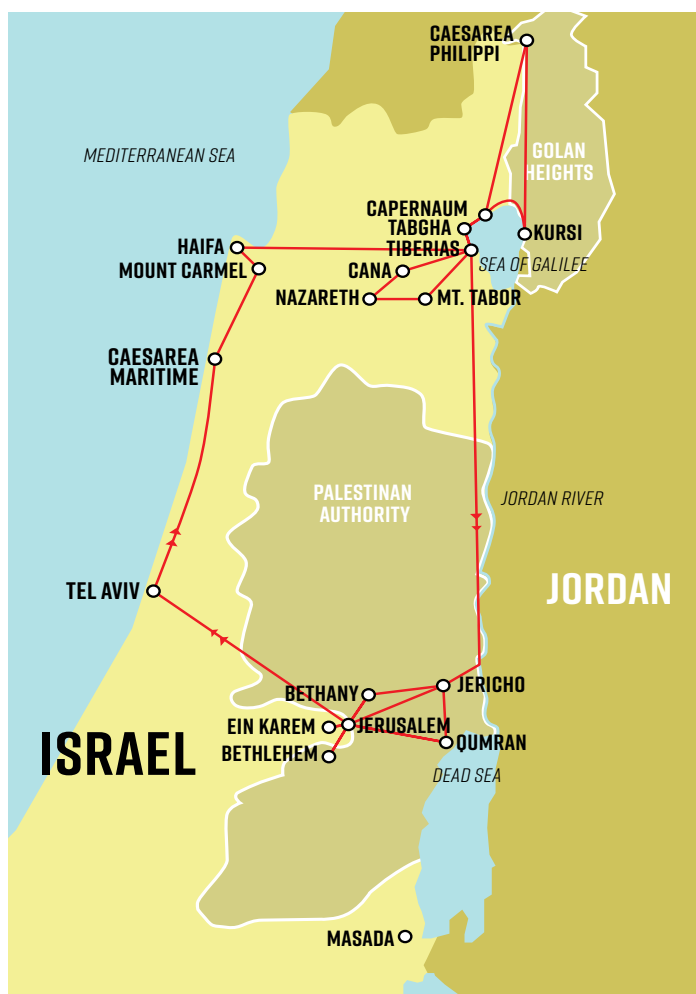 CAESAREA
PHILIPPI
MEDITERRANEAN SEA
GOLAN
HEIGHTS
CAPERNAUM
TABGHA
KURSI
HAIFA
TIBERIAS
SEA OF GALILEE
MOUNT CARMEL
CANA
NAZARETH
MT. TABOR
CAESAREA
MARITIME
PALESTINAN
AUTHORITY
JORDAN RIVER
TEL AVIV
JORDAN
JERICHO
BETHANY
EIN KAREM
JERUSALEM
ISRAEL
BETHLEHEM
QUMRAN
DEAD SEA
MASADA